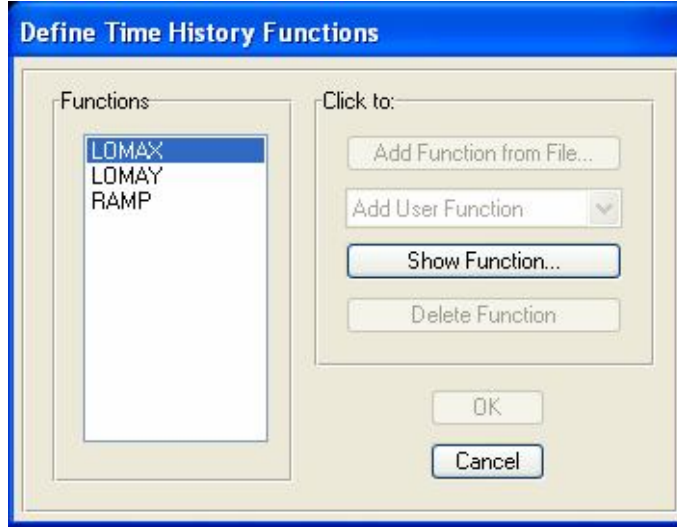 Define Time History Functions
Functions
LOMAX
LOMAY
RAMP
Click to:
Add Function from File...
Add User Function
Show Function...
Delete Function
OK
Cancel